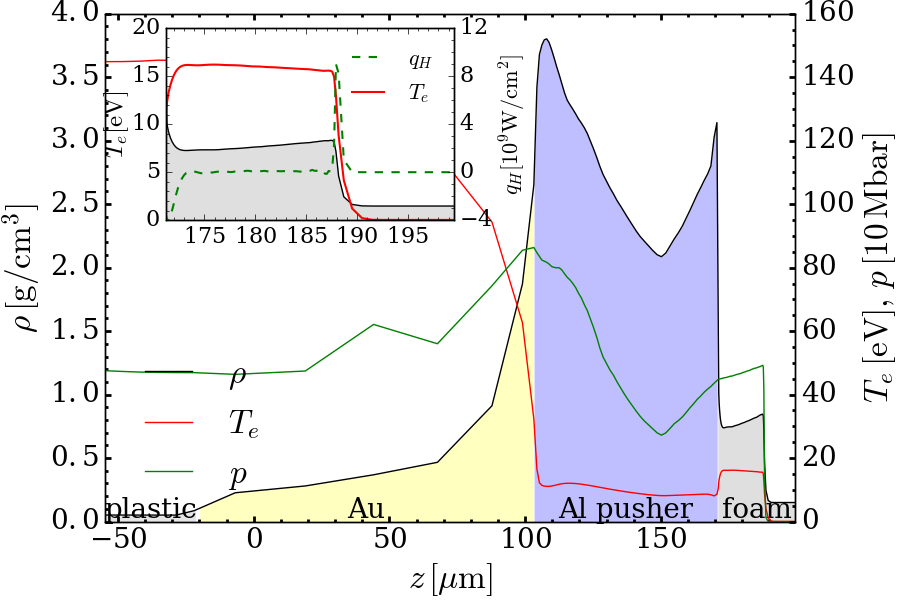 4.0
3.5
3.0
2.5
2.0
1.5
1.0
0.5
0.0
ρ [g/cm³]
160
140
120
100
80
60
40
20
0
T_e [eV], p [10 Mbar]
−50
0
50
100
150
z [μm]
20
15
10
5
0
T_e [eV]
12
8
4
0
−4
q_H [10⁹W/cm²]
175
180
185
190
195
q_H
T_e
ρ
T_e
p
plastic
Au
Al pusher
foam